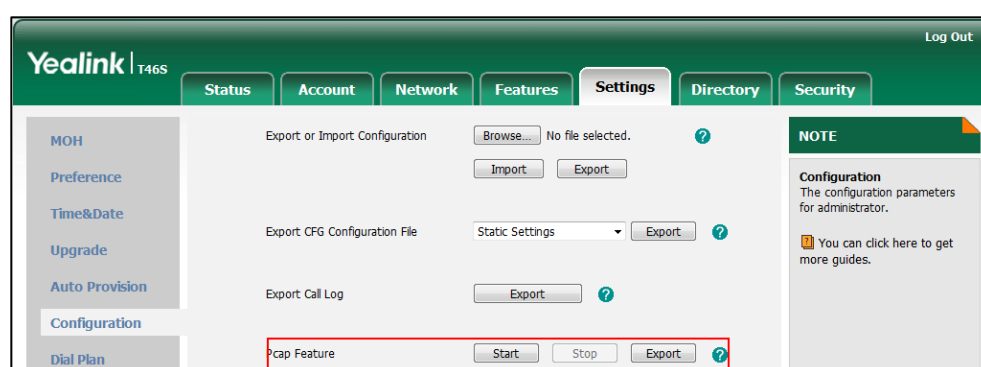 Log Out
Yealink T46S
Status Account Network Features Settings Directory Security
MOH
Preference
Time&Date
Upgrade
Auto Provision
Configuration
Dial Plan
Export or Import Configuration Browse... No file selected. ?
Import Export
Export CFG Configuration File Static Settings Export ?
Export Call Log Export ?
Pcap Feature Start Stop Export ?
NOTE
Configuration
The configuration parameters
for administrator.
? You can click here to get
more guides.